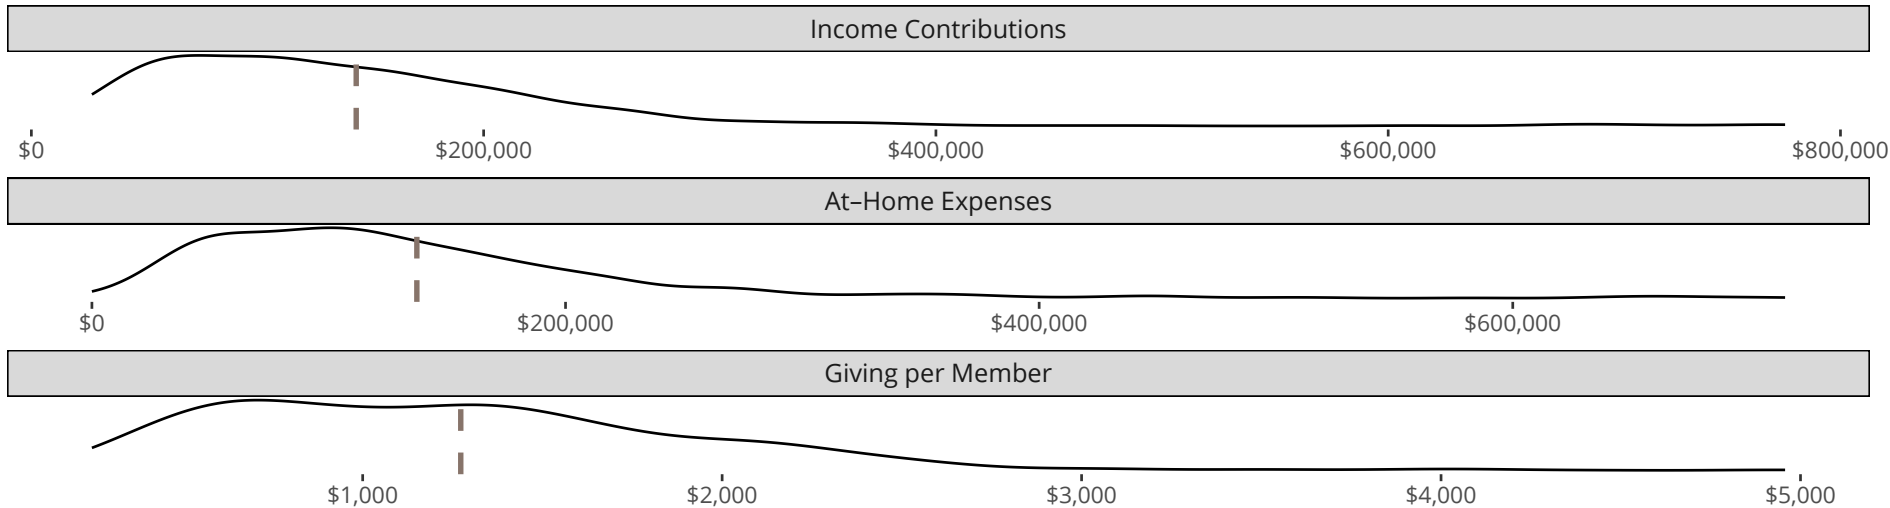 Income Contributions
$0 $200,000 $400,000 $600,000 $800,000
At–Home Expenses
$0 $200,000 $400,000 $600,000
Giving per Member
$1,000 $2,000 $3,000 $4,000 $5,000